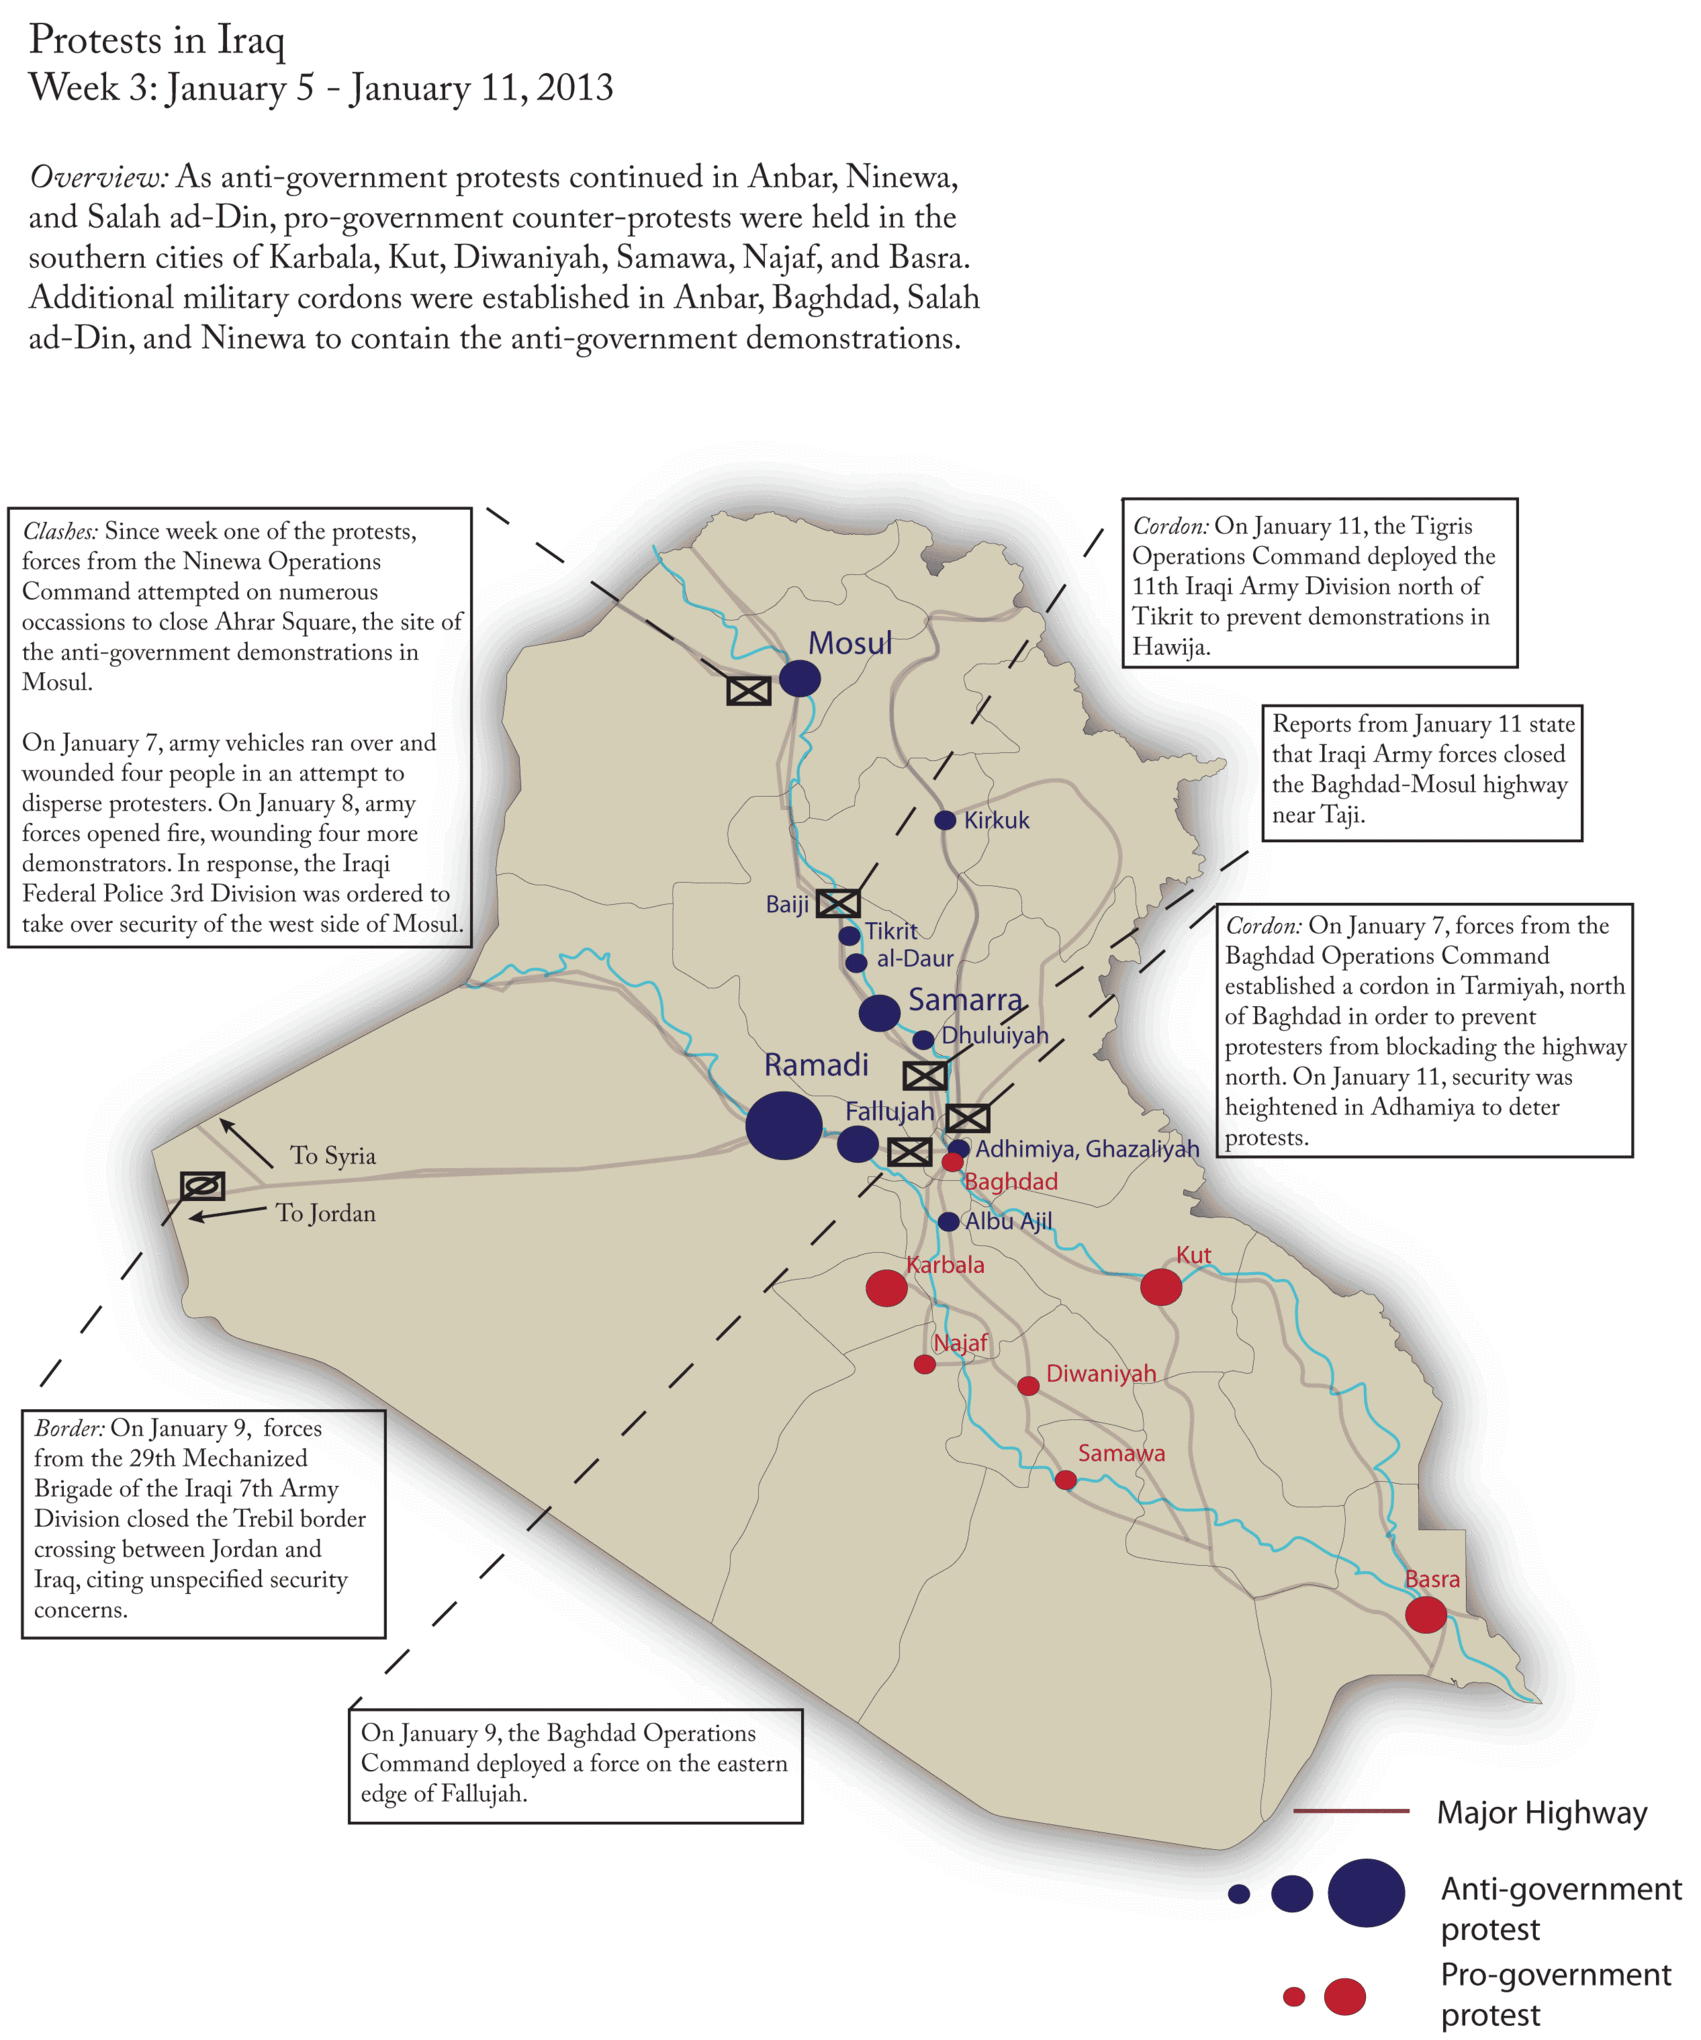 Protests in Iraq
Week 3: January 5 - January 11, 2013
Overview: As anti-government protests continued in Anbar, Ninewa,
and Salah ad-Din, pro-government counter-protests were held in the
southern cities of Karbala, Kut, Diwaniyah, Samawa, Najaf, and Basra.
Additional military cordons were established in Anbar, Baghdad, Salah
ad-Din, and Ninewa to contain the anti-government demonstrations.
Clashes: Since week one of the protests,
forces from the Ninewa Operations
Command attempted on numerous
occassions to close Ahrar Square, the site of
the anti-government demonstrations in
Mosul.
On January 7, army vehicles ran over and
wounded four people in an attempt to
disperse protesters. On January 8, army
forces opened fire, wounding four more
demonstrators. In response, the Iraqi
Federal Police 3rd Division was ordered to
take over security of the west side of Mosul.
Cordon: On January 11, the Tigris
Operations Command deployed the
11th Iraqi Army Division north of
Tikrit to prevent demonstrations in
Hawija.
Reports from January 11 state
that Iraqi Army forces closed
the Baghdad-Mosul highway
near Taji.
Cordon: On January 7, forces from the
Baghdad Operations Command
established a cordon in Tarmiyah, north
of Baghdad in order to prevent
protesters from blockading the highway
north. On January 11, security was
heightened in Adhamiya to deter
protests.
Mosul
Kirkuk
Baiji
Tikrit
al-Daur
Samarra
Dhuluiyah
Ramadi
Fallujah
Adhimiya, Ghazaliyah
Baghdad
Albu Ajil
To Syria
To Jordan
Karbala
Kut
Najaf
Diwaniyah
Samawa
Basra
Border: On January 9, forces
from the 29th Mechanized
Brigade of the Iraqi 7th Army
Division closed the Trebil border
crossing between Jordan and
Iraq, citing unspecified security
concerns.
On January 9, the Baghdad Operations
Command deployed a force on the eastern
edge of Fallujah.
Major Highway
Anti-government
protest
Pro-government
protest